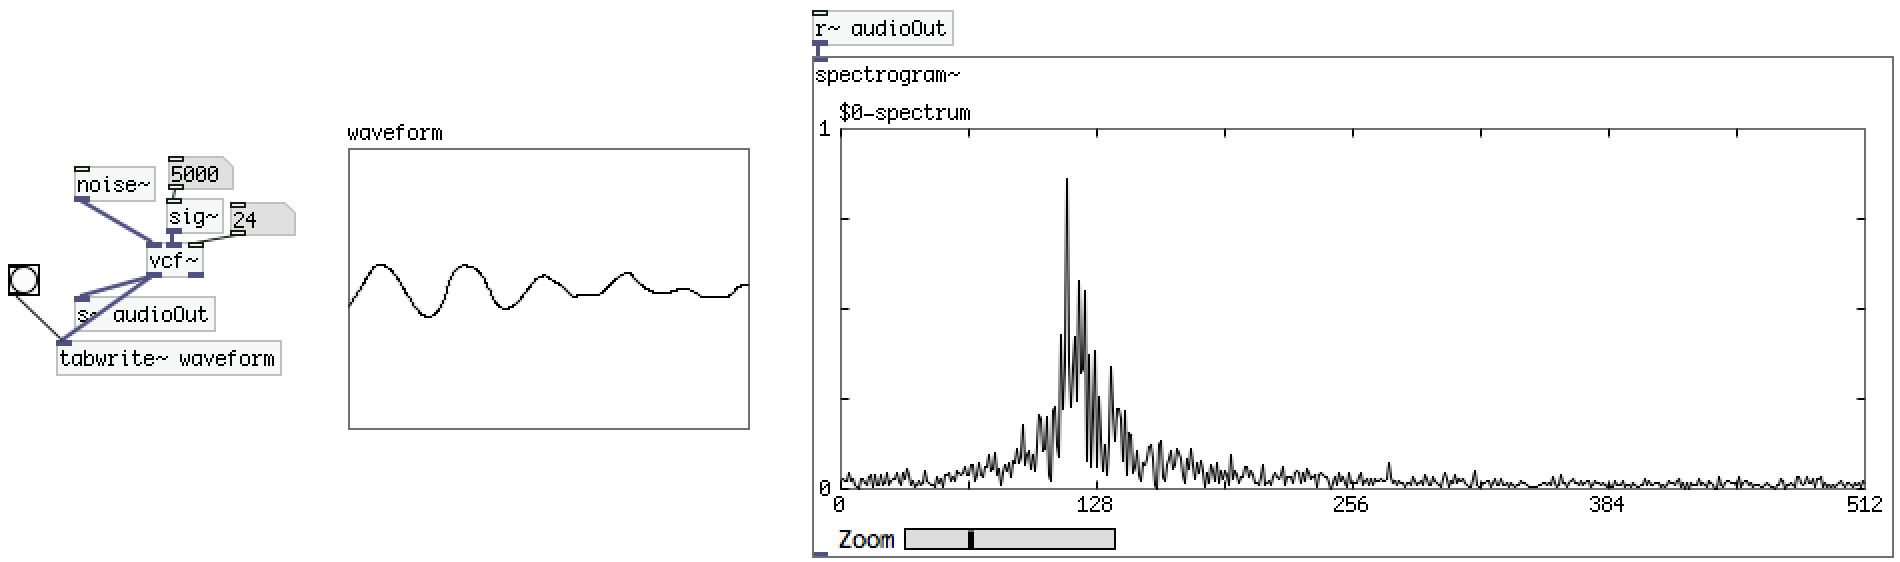 noise~
5000
sig~
24
vcf~
s~ audioOut
tabwrite~ waveform
waveform
r~ audioOut
spectrogram~
$0-spectrum
1
0
0 128 256 384 512
Zoom